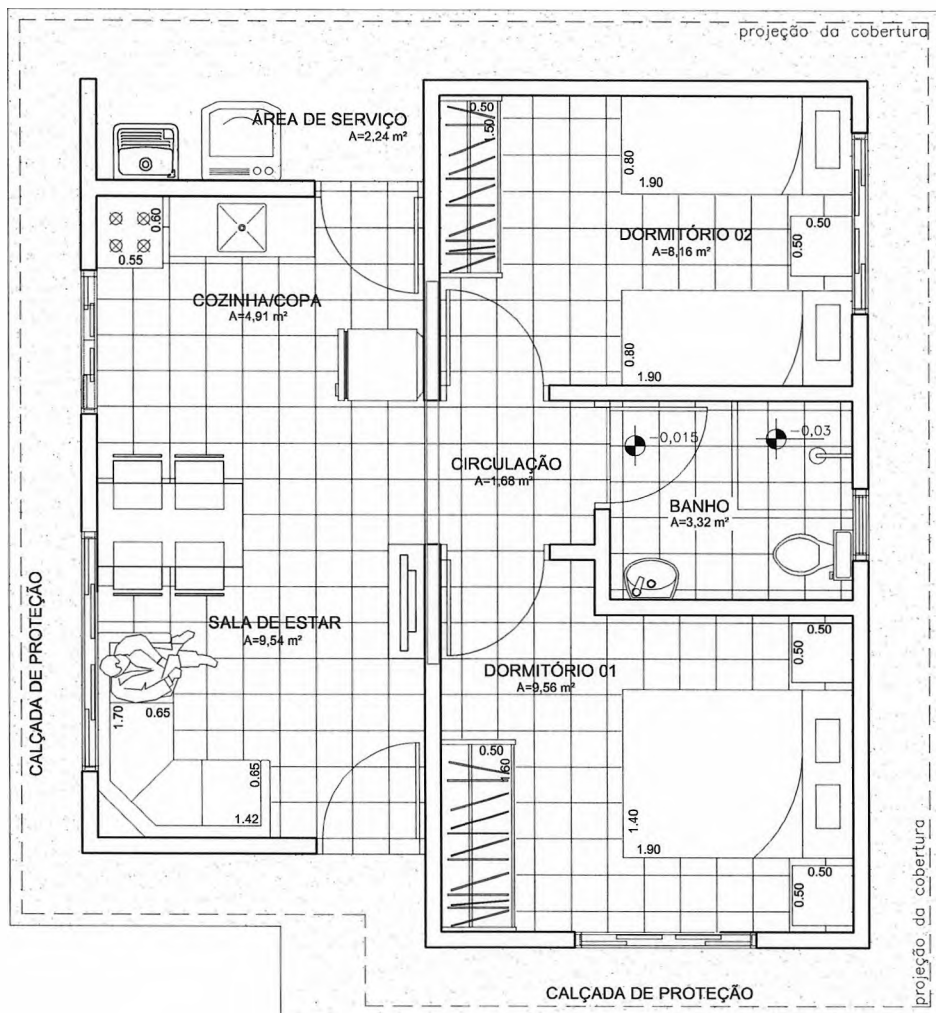 projeção da cobertura
ÁREA DE SERVIÇO
A=2,24 m²
0.50
1.50
0.80
1.90
0.60
0.55
DORMITÓRIO 02
A=8,16 m²
0.50
0.50
COZINHA/COPA
A=4,91 m²
0.80
1.90
-0,015
-0,03
CIRCULAÇÃO
A=1,68 m²
BANHO
A=3,32 m²
CALÇADA DE PROTEÇÃO
SALA DE ESTAR
A=9,54 m²
0.50
0.50
DORMITÓRIO 01
A=9,56 m²
1.70
0.65
0.50
1.60
0.65
1.42
1.40
1.90
0.50
0.50
projeção da cobertura
CALÇADA DE PROTEÇÃO